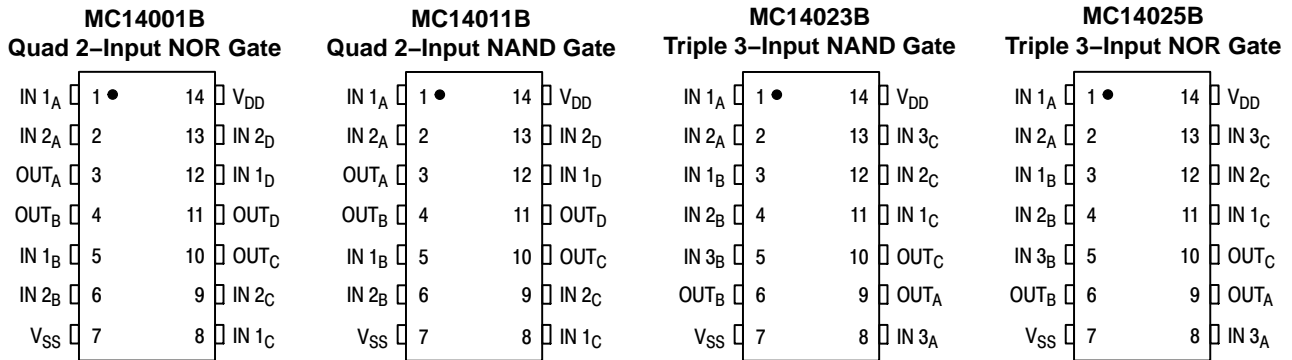 MC14001B
Quad 2–Input NOR Gate
IN 1A 1 14 VDD
IN 2A 2 13 IN 2D
OUTA 3 12 IN 1D
OUTB 4 11 OUTD
IN 1B 5 10 OUTC
IN 2B 6 9 IN 2C
VSS 7 8 IN 1C
MC14011B
Quad 2–Input NAND Gate
IN 1A 1 14 VDD
IN 2A 2 13 IN 2D
OUTA 3 12 IN 1D
OUTB 4 11 OUTD
IN 1B 5 10 OUTC
IN 2B 6 9 IN 2C
VSS 7 8 IN 1C
MC14023B
Triple 3–Input NAND Gate
IN 1A 1 14 VDD
IN 2A 2 13 IN 3C
IN 1B 3 12 IN 2C
IN 2B 4 11 IN 1C
IN 3B 5 10 OUTC
OUTB 6 9 OUTA
VSS 7 8 IN 3A
MC14025B
Triple 3–Input NOR Gate
IN 1A 1 14 VDD
IN 2A 2 13 IN 3C
IN 1B 3 12 IN 2C
IN 2B 4 11 IN 1C
IN 3B 5 10 OUTC
OUTB 6 9 OUTA
VSS 7 8 IN 3A